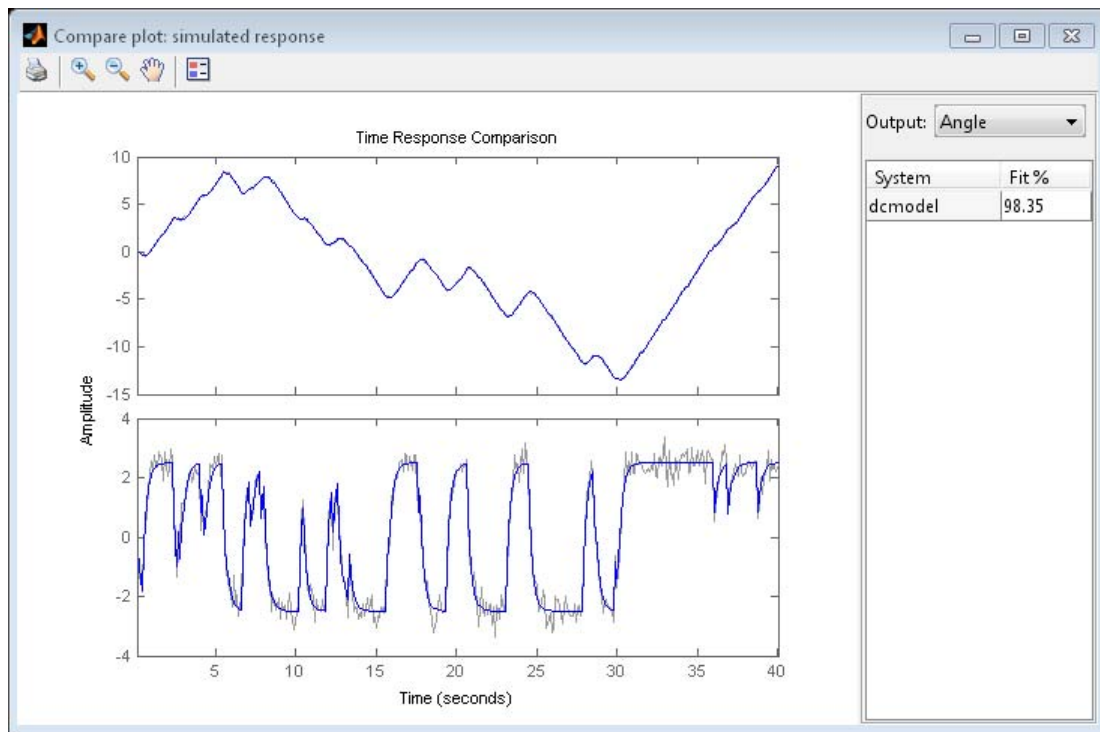 Compare plot: simulated response
Output: Angle
System Fit %
dcmodel 98.35
Time Response Comparison
Amplitude
10
5
0
-5
-10
-15
4
2
0
-2
-4
5 10 15 20 25 30 35 40
Time (seconds)